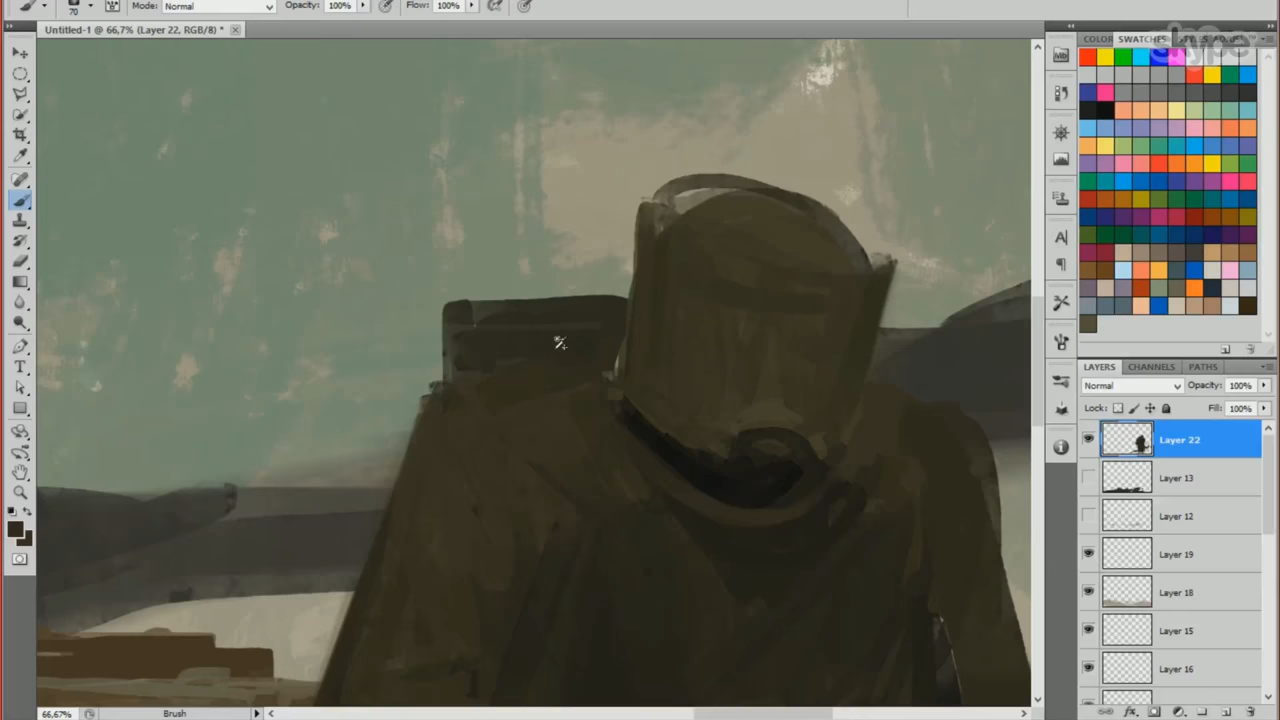 70 Mode: Normal Opacity: 100% Flow: 100%
Untitled-1 @ 66,7% (Layer 22, RGB/8) *
COLOR SWATCHES
skype
LAYERS CHANNELS PATHS
Normal Opacity: 100%
Lock: Fill: 100%
Layer 22
Layer 13
Layer 12
Layer 19
Layer 18
Layer 15
Layer 16
66,67% Brush